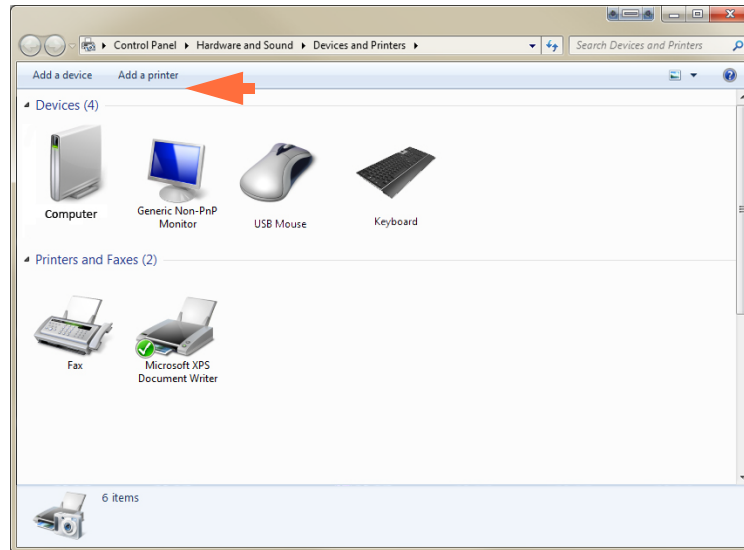 Control Panel Hardware and Sound Devices and Printers Search Devices and Printers
Add a device Add a printer
Devices (4)
Computer
Generic Non-PnP
Monitor
USB Mouse
Keyboard
Printers and Faxes (2)
Fax
Microsoft XPS
Document Writer
6 items